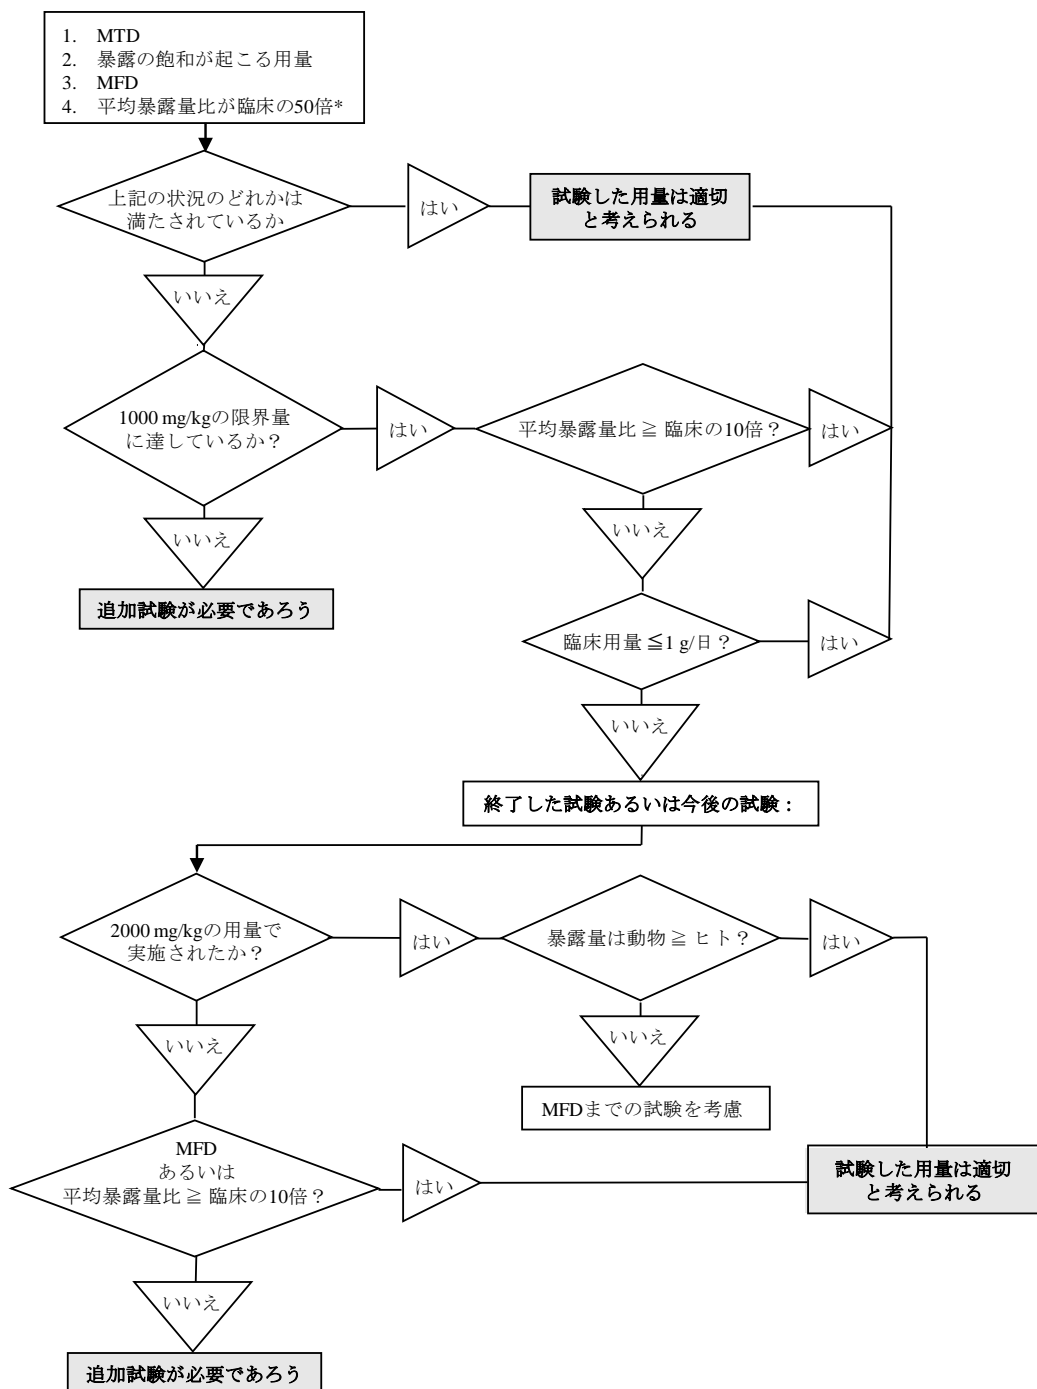 1. MTD
2. 暴露の飽和が起こる用量
3. MFD
4. 平均暴露量比が臨床の50倍*
上記の状況のどれかは
満たされているか
はい
試験した用量は適切
と考えられる
いいえ
1000 mg/kgの限界量
に達しているか？
はい
平均暴露量比 ≧ 臨床の10倍？
はい
いいえ
いいえ
追加試験が必要であろう
臨床用量 ≦1 g/日？
はい
いいえ
終了した試験あるいは今後の試験：
2000 mg/kgの用量で
実施されたか？
はい
暴露量は動物 ≧ ヒト？
はい
いいえ
いいえ
MFDまでの試験を考慮
MFD
あるいは
平均暴露量比 ≧ 臨床の10倍？
はい
試験した用量は適切
と考えられる
いいえ
追加試験が必要であろう